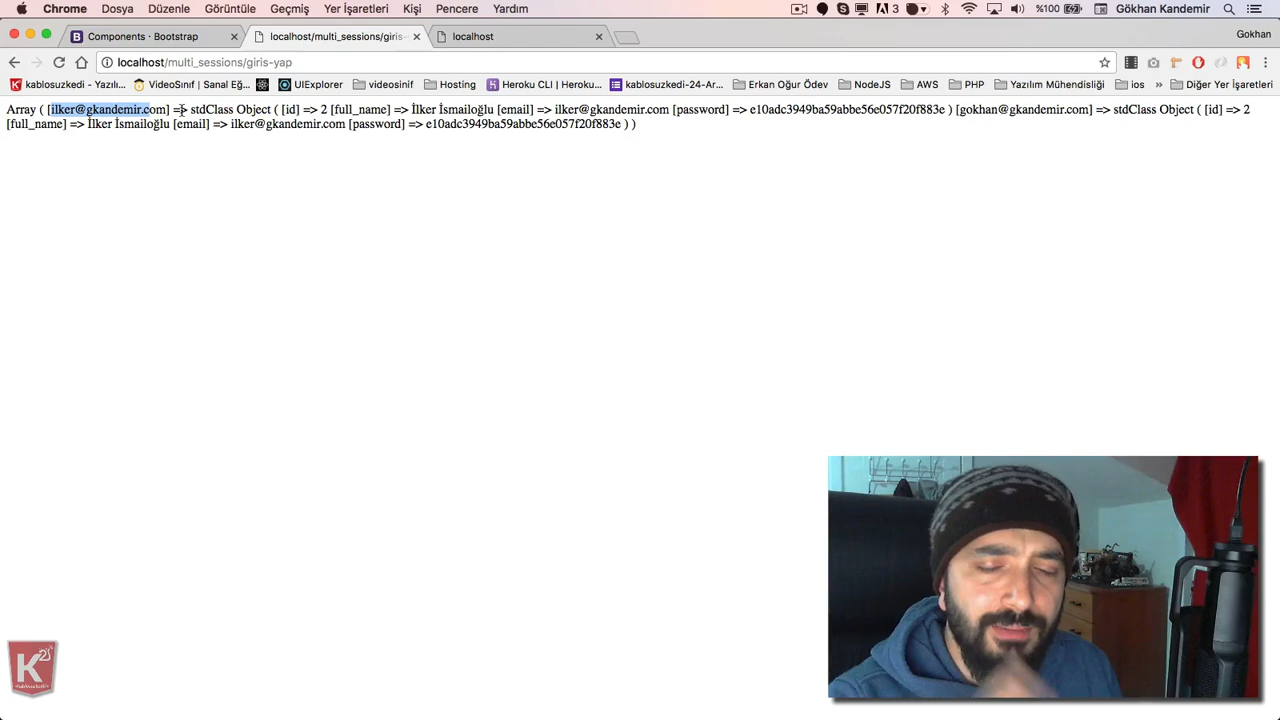 Chrome Dosya Düzenle Görüntüle Geçmiş Yer İşaretleri Kişi Pencere Yardım 3 %100 Gökhan Kandemir
Components · Bootstrap localhost/multi_sessions/giris- localhost Gokhan
localhost/multi_sessions/giris-yap
kablosuzkedi - Yazılı... VideoSınıf | Sanal Eğ... UIExplorer videosinif Hosting Heroku CLI | Heroku... kablosuzkedi-24-Ar... Erkan Oğur Ödev NodeJS AWS PHP Yazılım Mühendisliği ios Diğer Yer İşaretleri
Array ( [ilker@gkandemir.com] => stdClass Object ( [id] => 2 [full_name] => İlker İsmailoğlu [email] => ilker@gkandemir.com [password] => e10adc3949ba59abbe56e057f20f883e ) [gokhan@gkandemir.com] => stdClass Object ( [id] => 2
[full_name] => İlker İsmailoğlu [email] => ilker@gkandemir.com [password] => e10adc3949ba59abbe56e057f20f883e ) )
K